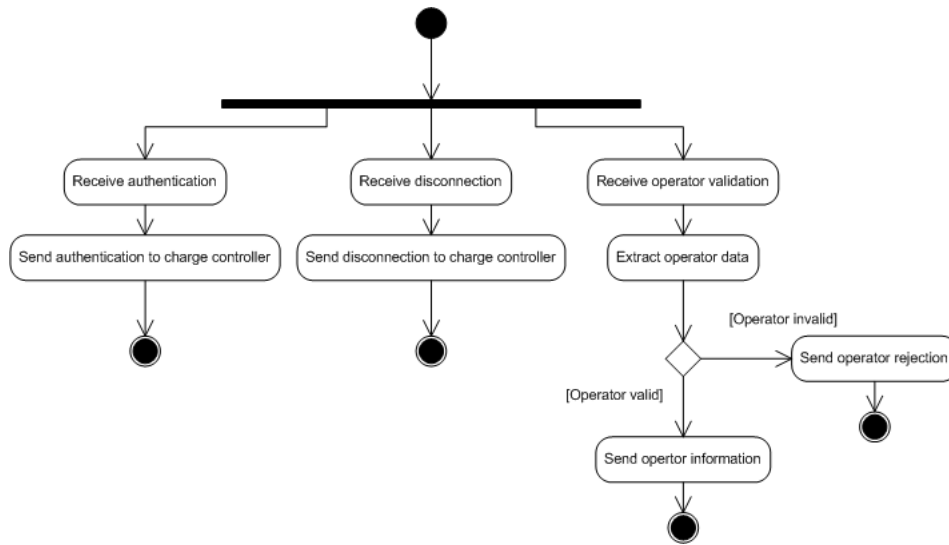 Receive authentication
Receive disconnection
Receive operator validation
Send authentication to charge controller
Send disconnection to charge controller
Extract operator data
[Operator invalid]
Send operator rejection
[Operator valid]
Send opertor information